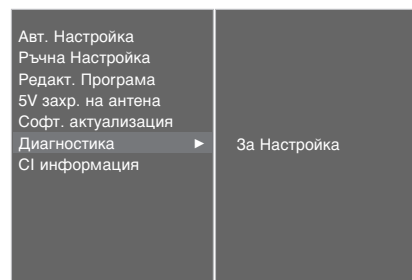 Авт. Настройка
Ръчна Настройка
Редакт. Програма
5V захр. на антена
Софт. актуализация
Диагностика ►
За Настройка
CI информация